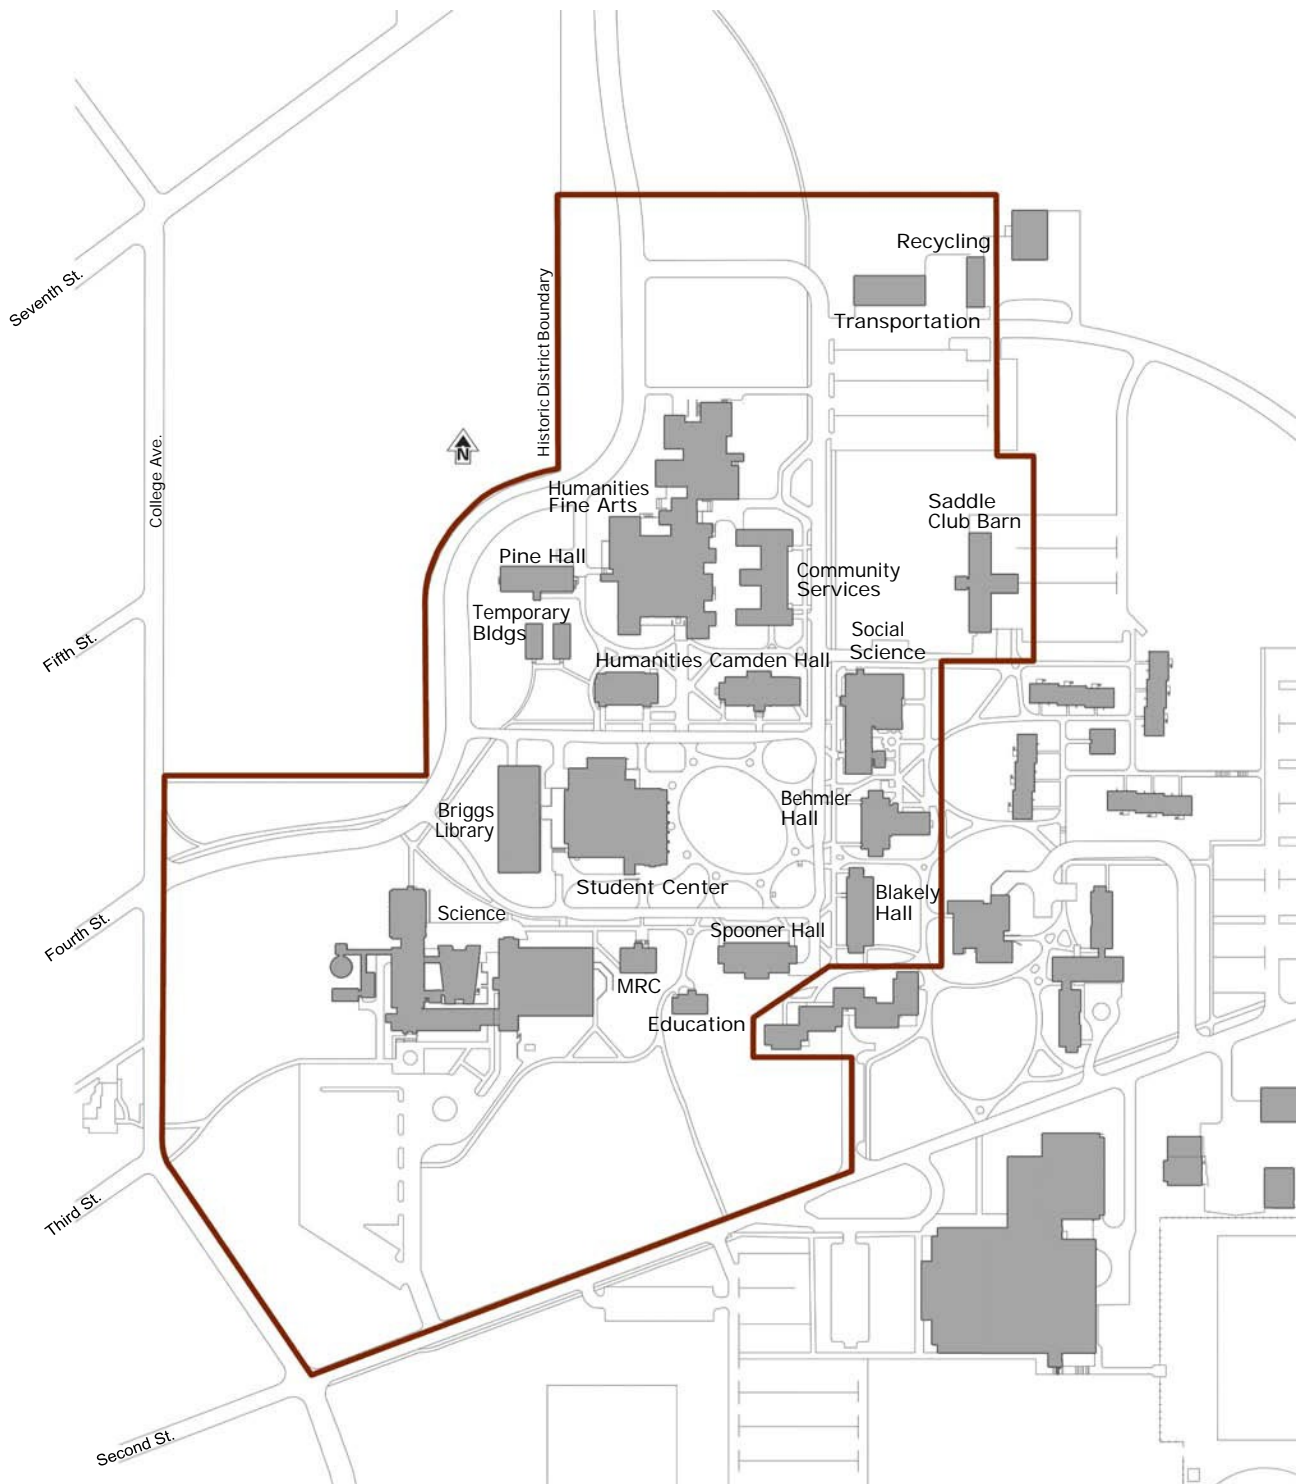 Recycling
Seventh St.
Historic District Boundary
Transportation
College Ave.
N
Humanities
Fine Arts
Saddle
Club Barn
Pine Hall
Community
Services
Temporary
Bldgs
Social
Science
Fifth St.
Humanities
Camden Hall
Behmler
Hall
Briggs
Library
Student Center
Blakely
Hall
Science
Fourth St.
Spooner Hall
MRC
Education
Third St.
Second St.